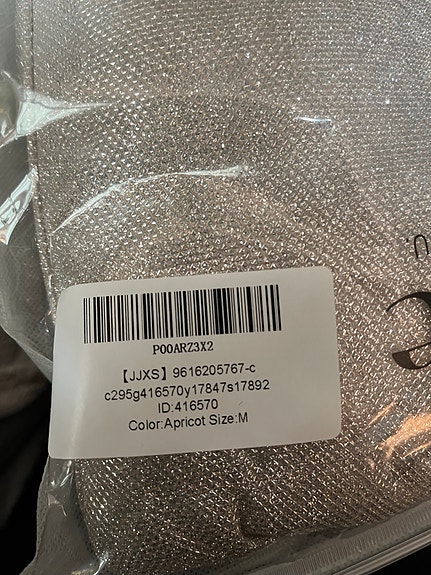 P00ARZ3X2
【JJXS】9616205767-c
c295g416570y17847s17892
ID:416570
Color:Apricot Size:M